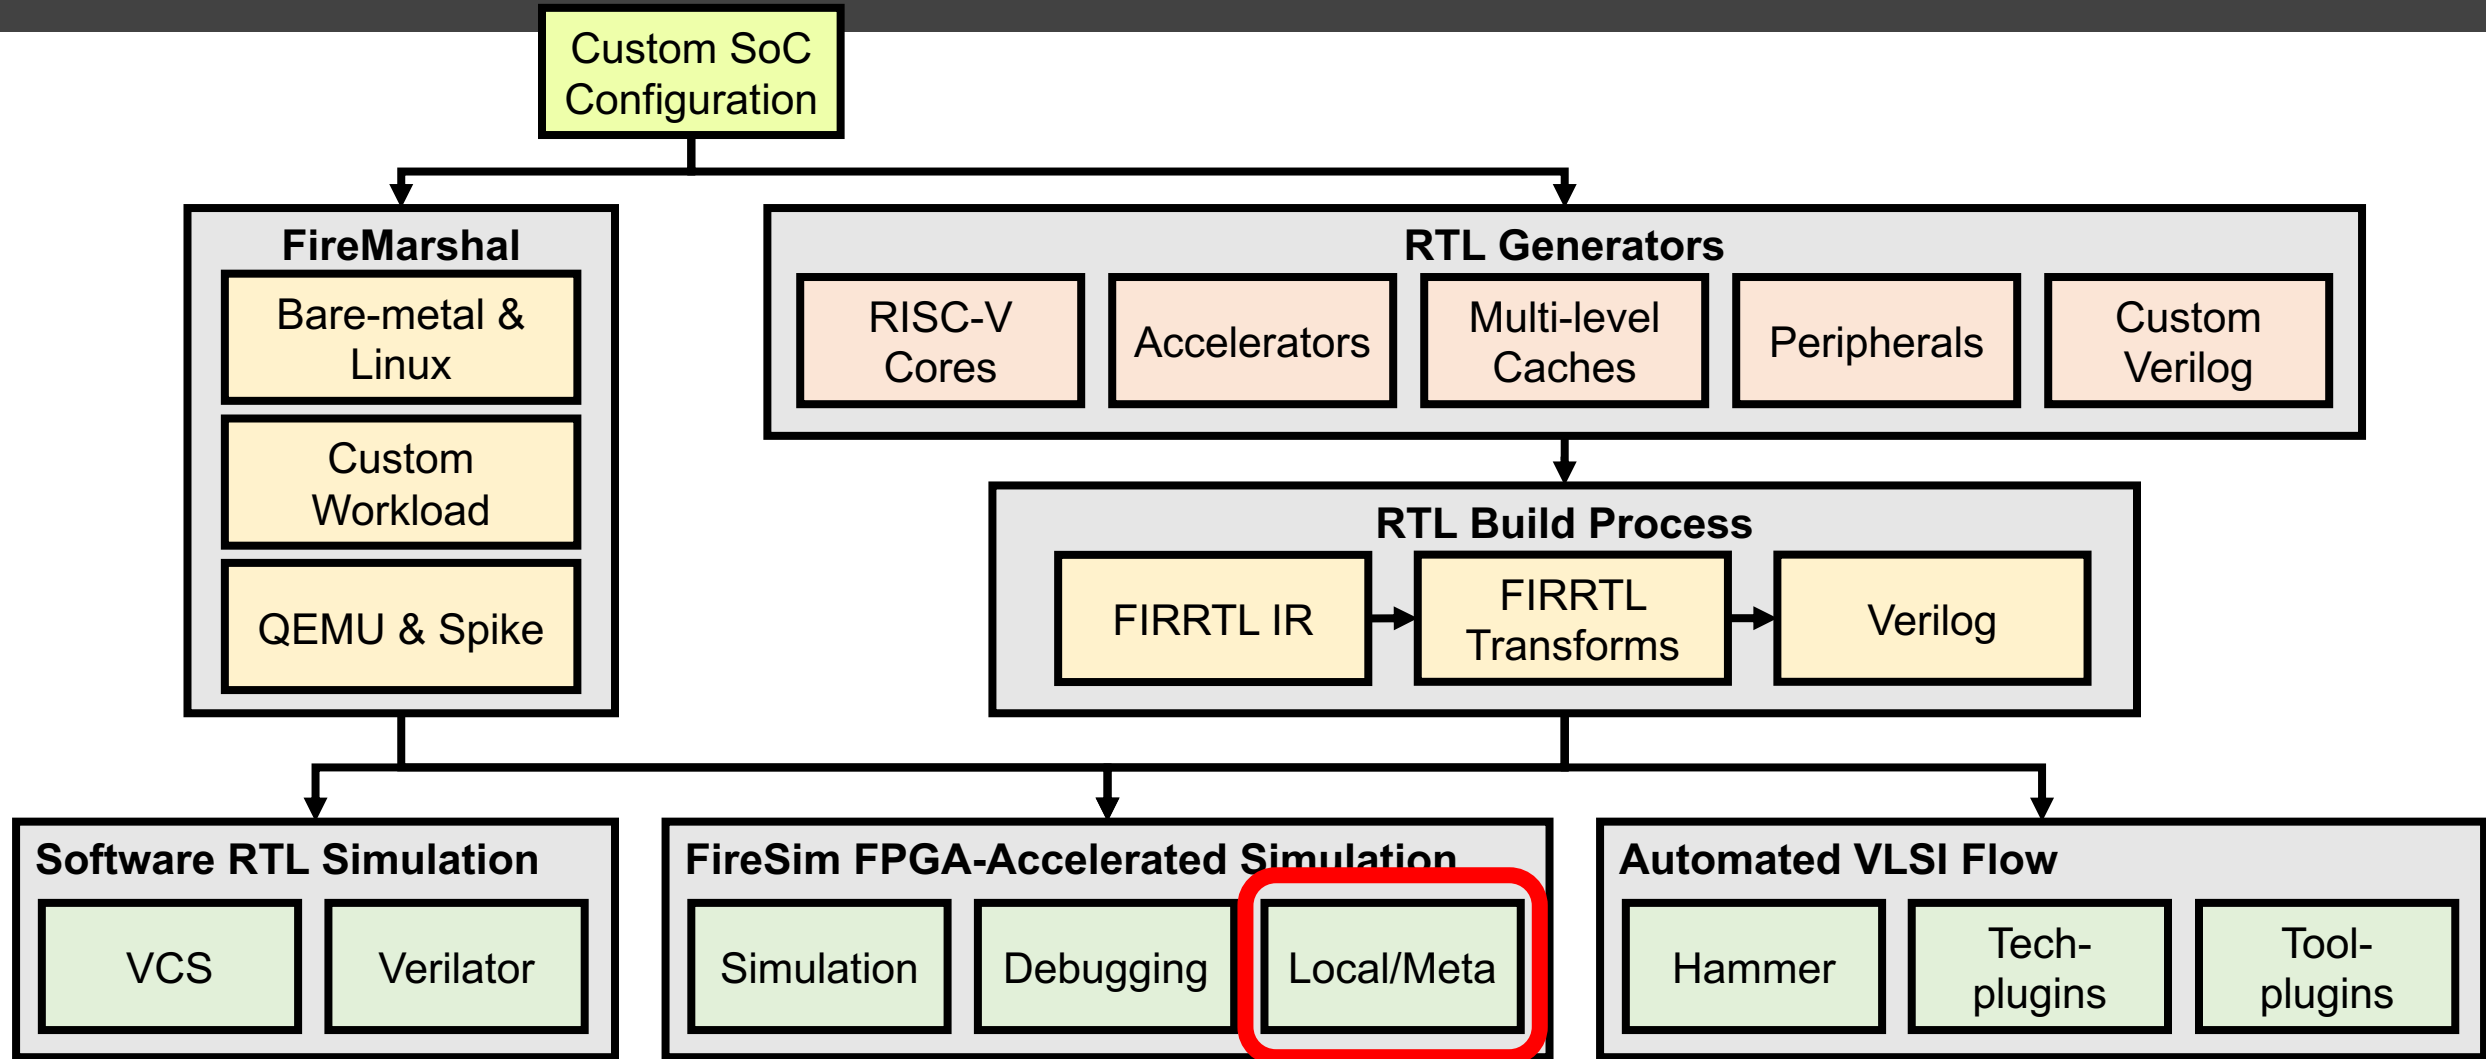 Custom SoC
Configuration
FireMarshal
Bare-metal &
Linux
Custom
Workload
QEMU & Spike
RTL Generators
RISC-V
Cores
Accelerators
Multi-level
Caches
Peripherals
Custom
Verilog
RTL Build Process
FIRRTL IR
FIRRTL
Transforms
Verilog
Software RTL Simulation
VCS
Verilator
FireSim FPGA-Accelerated Simulation
Simulation
Debugging
Local/Meta
Automated VLSI Flow
Hammer
Tech-
plugins
Tool-
plugins